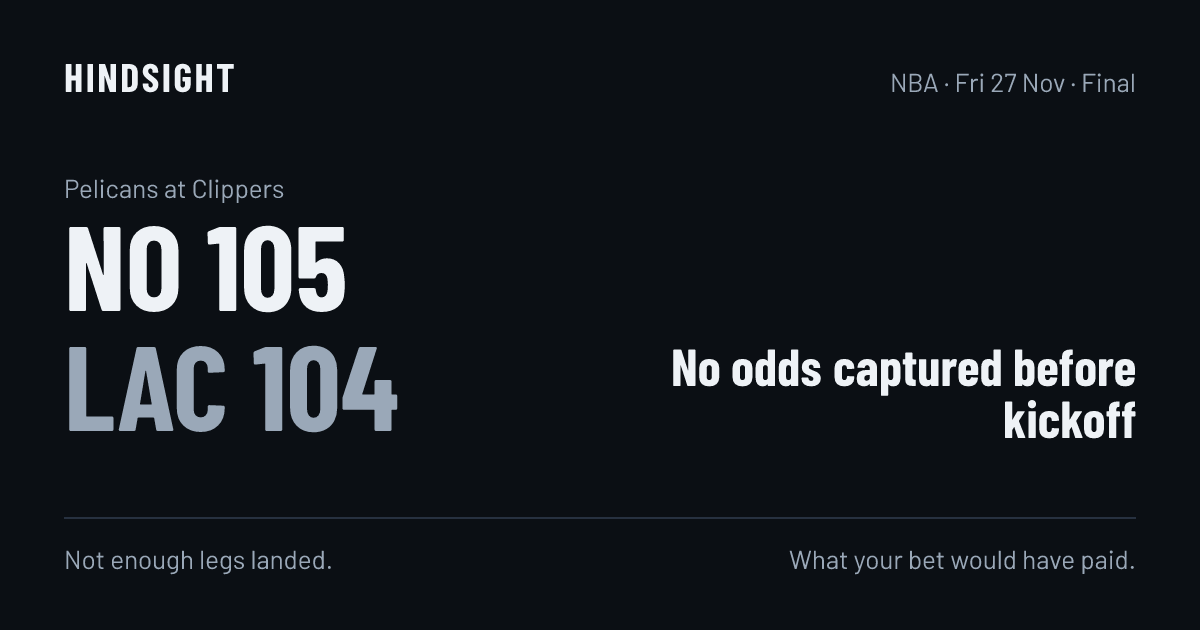 HINDSIGHT
NBA · Fri 27 Nov · Final
Pelicans at Clippers
NO 105
LAC 104
No odds captured before
kickoff
Not enough legs landed.
What your bet would have paid.